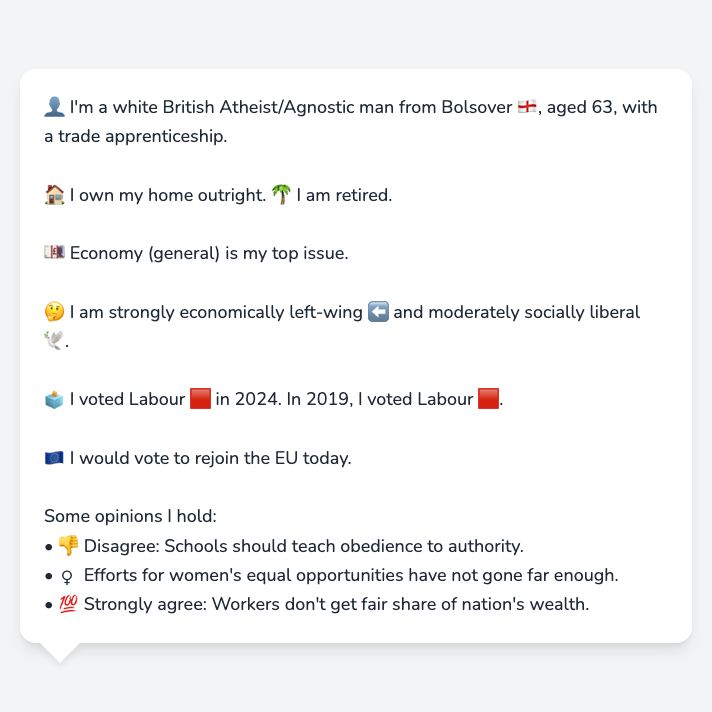 👤 I'm a white British Atheist/Agnostic man from Bolsover 🏴󠁧󠁢󠁥󠁮󠁧󠁿, aged 63, with
a trade apprenticeship.
🏠 I own my home outright. 🌴 I am retired.
💷 Economy (general) is my top issue.
🤔 I am strongly economically left-wing ⬅️ and moderately socially liberal
🕊️.
🗳️ I voted Labour 🟥 in 2024. In 2019, I voted Labour 🟥.
🇪🇺 I would vote to rejoin the EU today.
Some opinions I hold:
• 👎 Disagree: Schools should teach obedience to authority.
• ♀ Efforts for women's equal opportunities have not gone far enough.
• 💯 Strongly agree: Workers don't get fair share of nation's wealth.